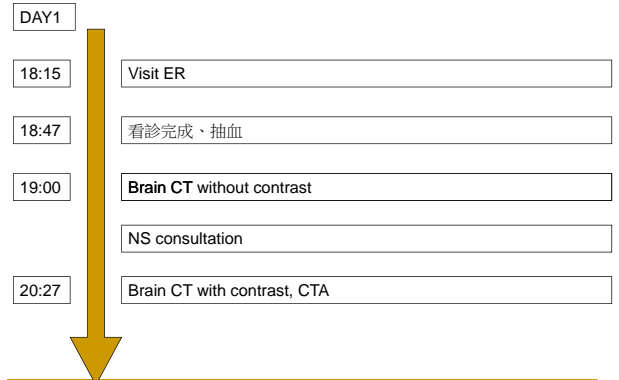 DAY1
18:15 Visit ER
18:47 看診完成、抽血
19:00 Brain CT without contrast
NS consultation
20:27 Brain CT with contrast, CTA